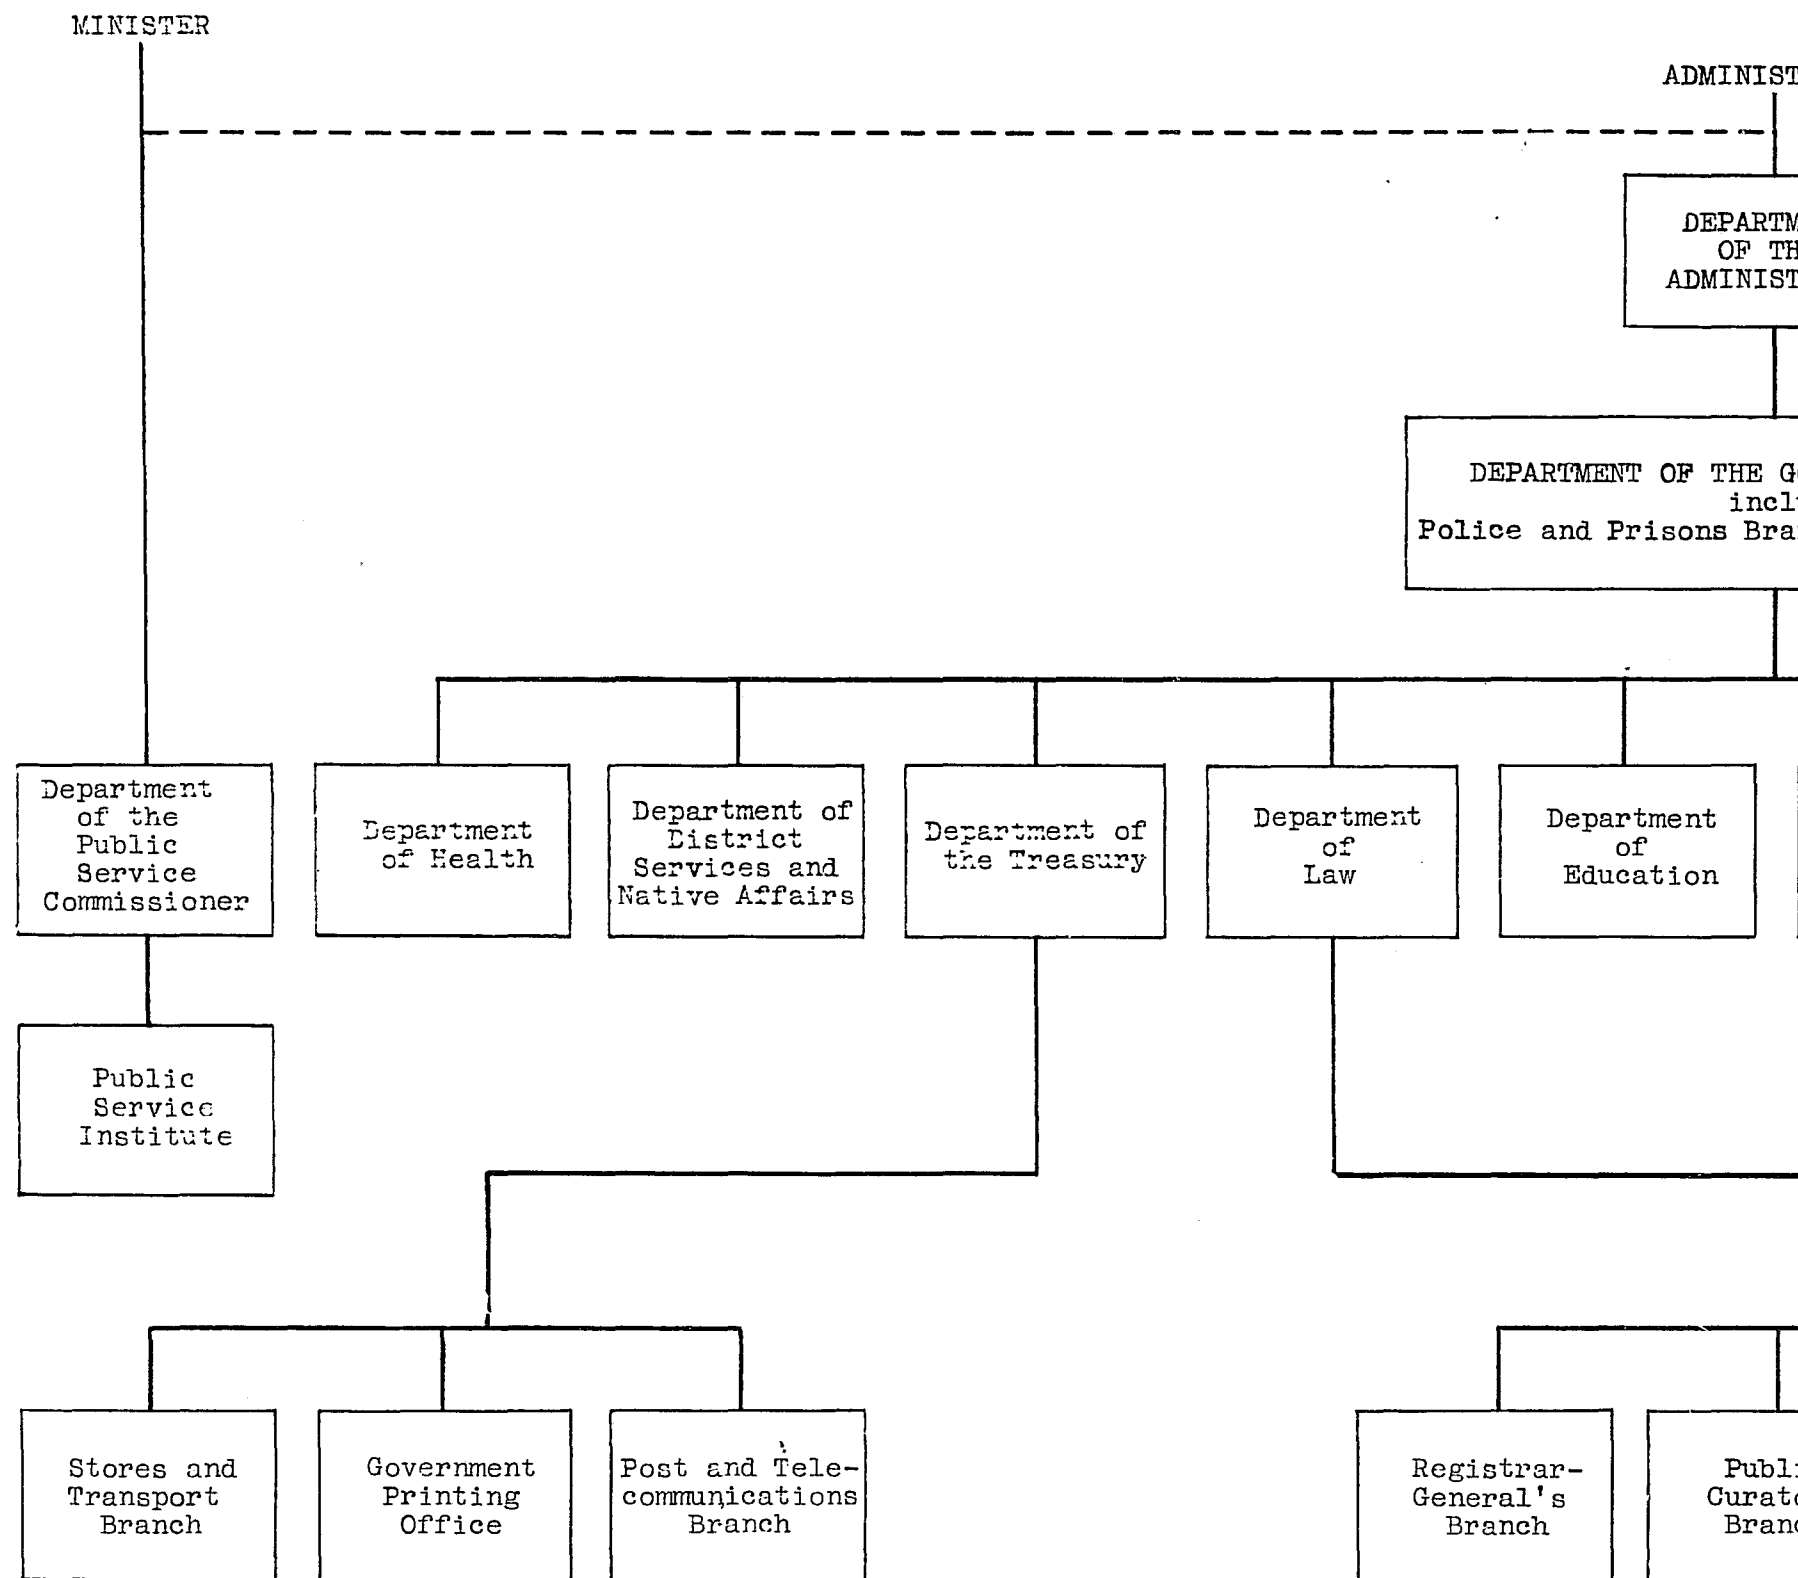 MINISTER
ADMINIST
DEPARTM
OF TH
ADMINIST
DEPARTMENT OF THE G
incl
Police and Prisons Bra
Department
of the
Public
Service
Commissioner
Department
of Health
Department of
District
Services and
Native Affairs
Department of
the Treasury
Department
of
Law
Department
of
Education
Public
Service
Institute
Stores and
Transport
Branch
Government
Printing
Office
Post and Tele-
communications
Branch
Registrar-
General's
Branch
Publi
Curato
Branc